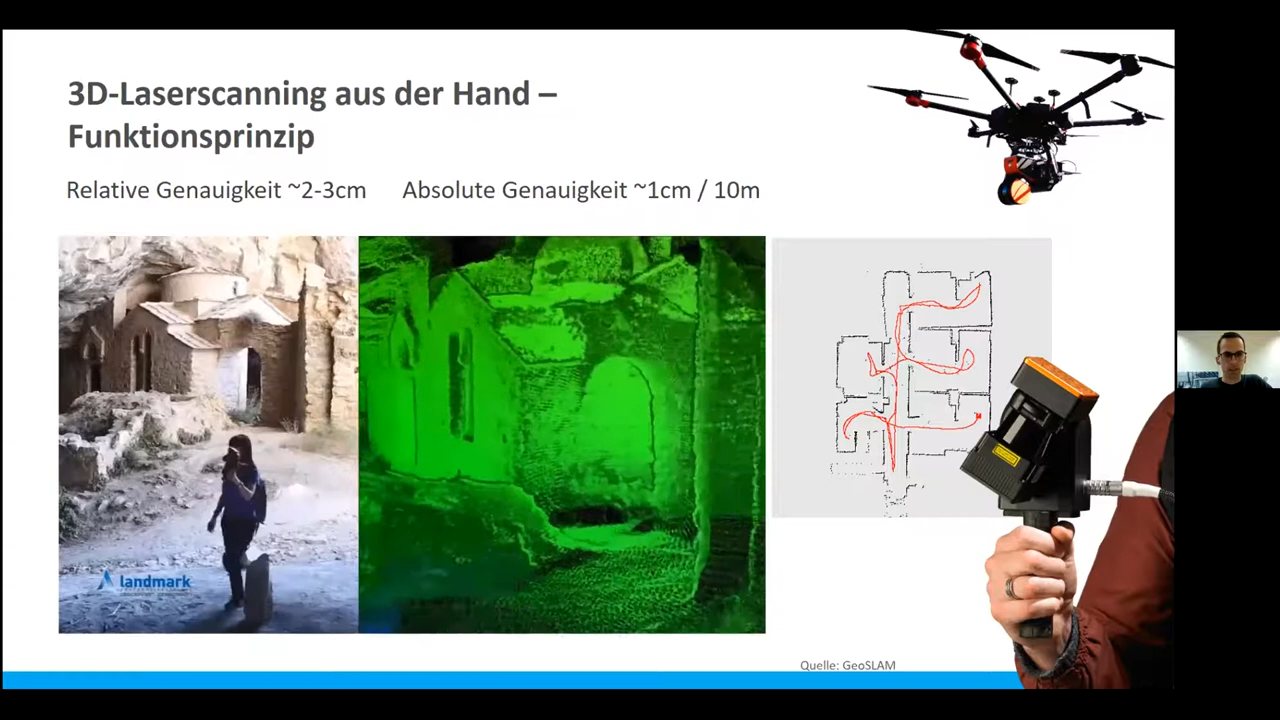 3D-Laserscanning aus der Hand –
Funktionsprinzip
Relative Genauigkeit ~2-3cm Absolute Genauigkeit ~1cm / 10m
landmark
Quelle: GeoSLAM